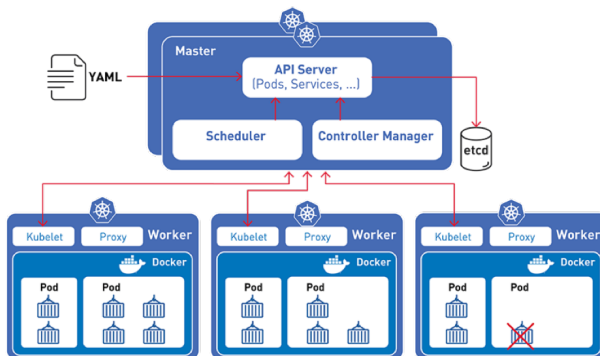 Master
YAML
API Server
(Pods, Services, ...)
Scheduler
Controller Manager
etcd
Kubelet
Proxy
Worker
Docker
Pod
Pod
Kubelet
Proxy
Worker
Docker
Pod
Pod
Kubelet
Proxy
Worker
Docker
Pod
Pod